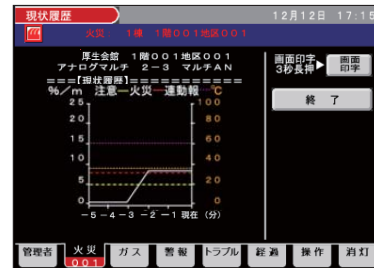 現状履歴
12月12日 17:15
火災 1棟 1階001地区001
厚生会館 1階001地区001
アナログマルチ 2-3 マルチAN
===【現状履歴】===========
%/m 注意━火災━連動報┅℃
25 100
20 80
15 60
10 40
5 20
0 0
-5 -4 -3 -2 -1 現在 (分)
画面印字
3秒長押▶
画面
印字
終 了
管理者 火災 ガス 警報 トラブル 経過 操作 消灯
001